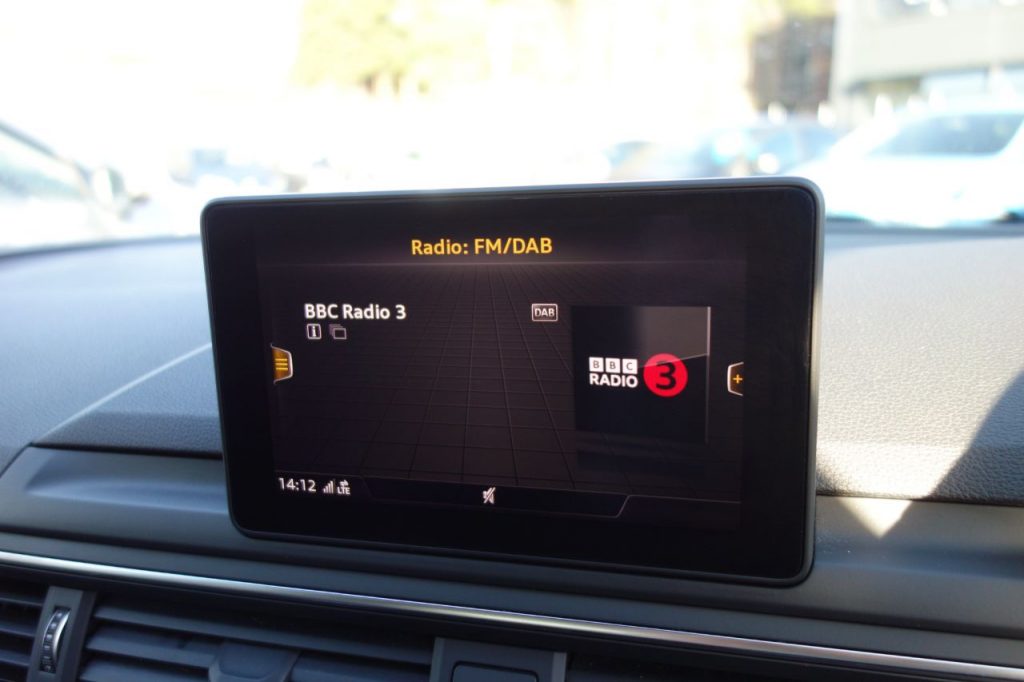 Radio: FM/DAB
BBC Radio 3
DAB
i
BBC
RADIO 3
+
14:12 LTE